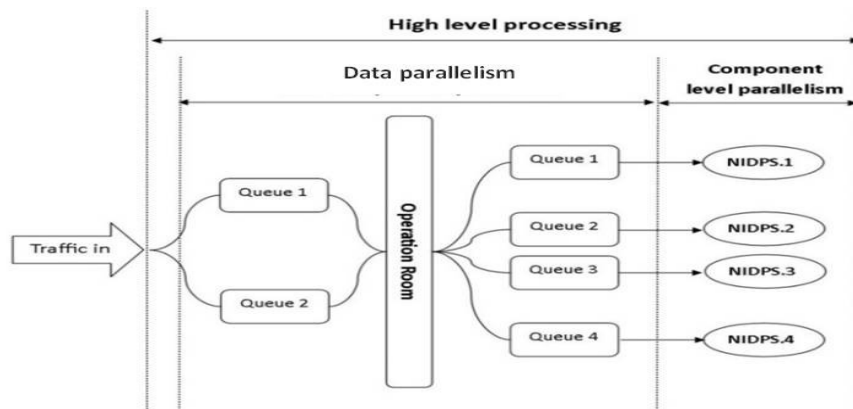 High level processing
Data parallelism
Component
level parallelism
Traffic in
Queue 1
Queue 2
Operation Room
Queue 1
Queue 2
Queue 3
Queue 4
NIDPS.1
NIDPS.2
NIDPS.3
NIDPS.4